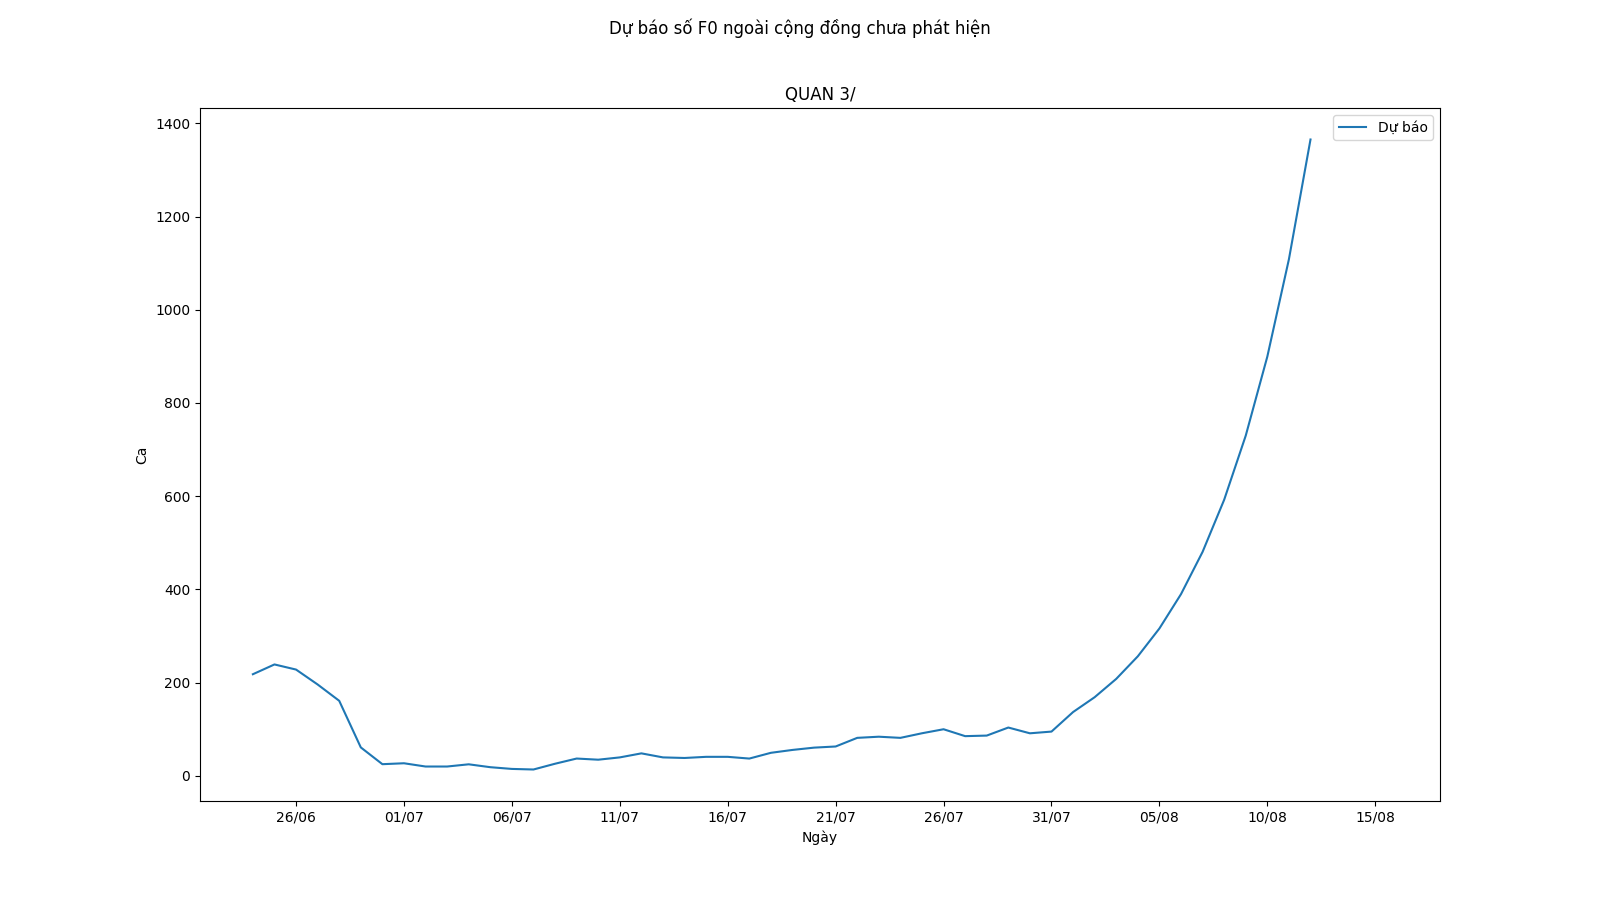 Dự báo số F0 ngoài cộng đồng chưa phát hiện
QUAN 3/
Dự báo
1400
1200
1000
800
600
400
200
0
Ca
26/06 01/07 06/07 11/07 16/07 21/07 26/07 31/07 05/08 10/08 15/08
Ngày